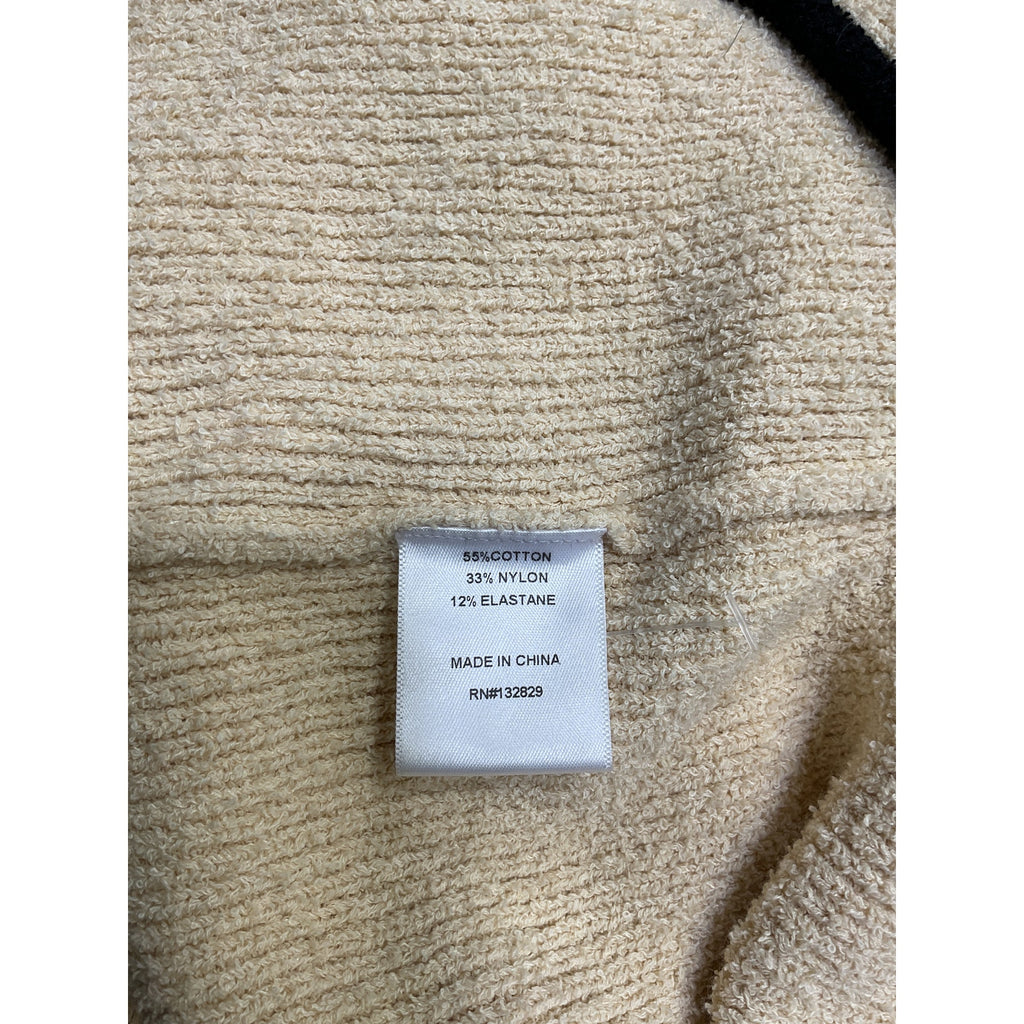 55%COTTON
33% NYLON
12% ELASTANE
MADE IN CHINA
RN#132829